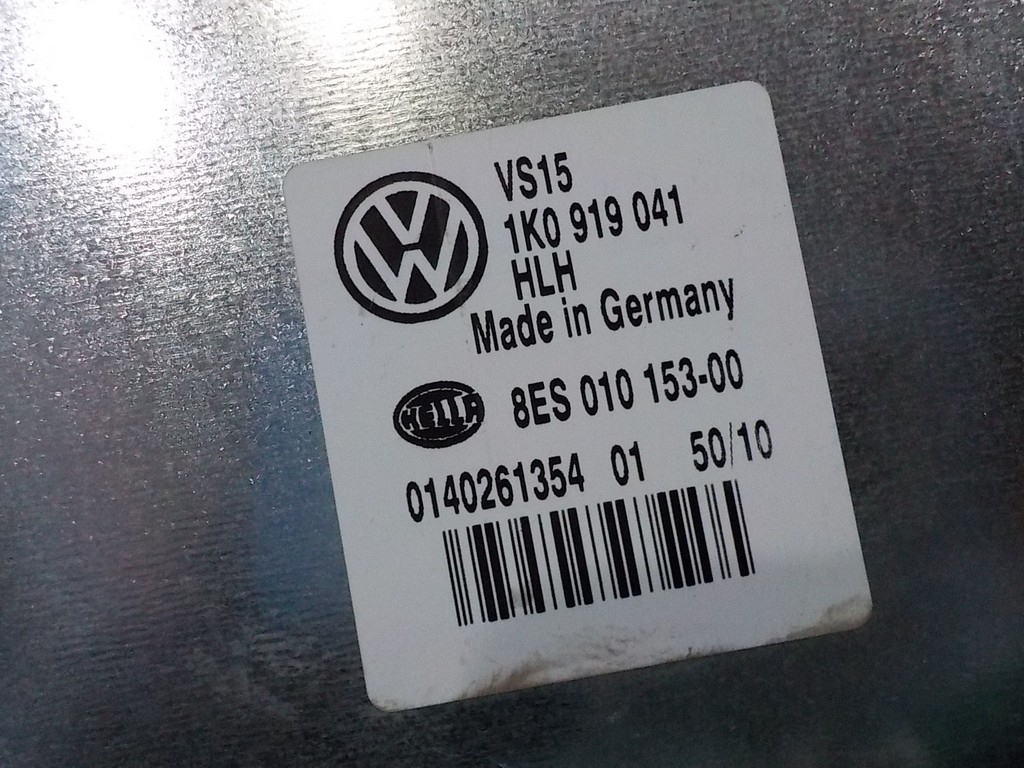 VS15
1K0 919 041
HLH
Made in Germany
HELLA 8ES 010 153-00
0140261354 01 50/10